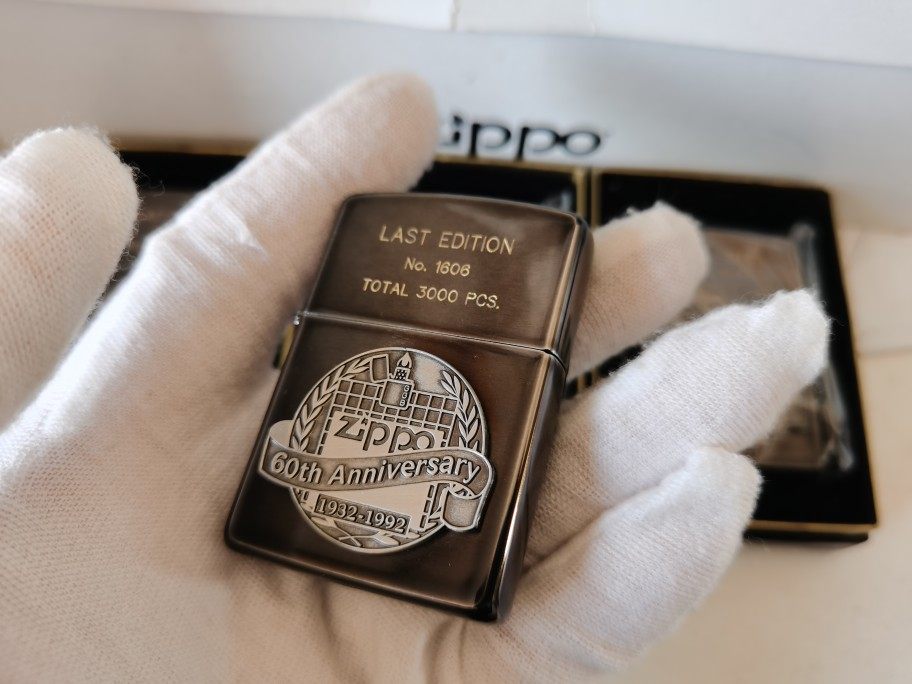 zippo
LAST EDITION
No. 1606
TOTAL 3000 PCS.
Zippo
60th Anniversary
1932-1992